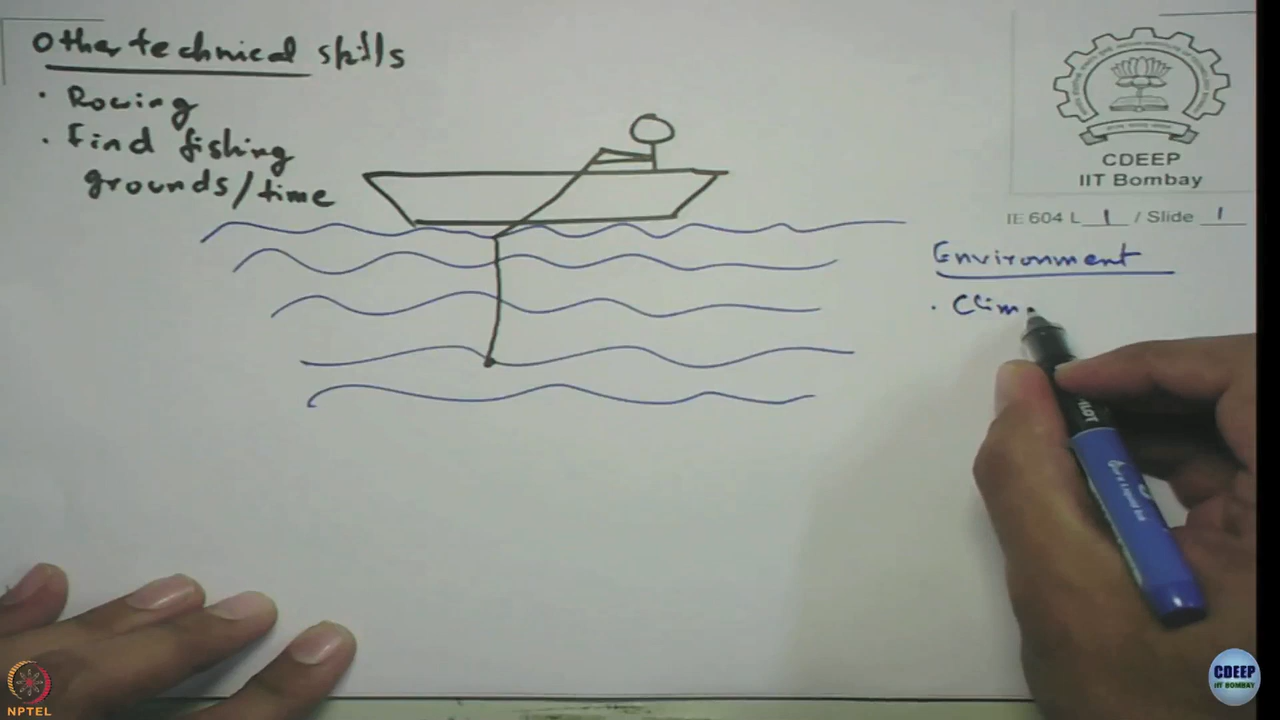 Other technical skills
· Rowing
· Find fishing
grounds/time
CDEEP
IIT Bombay
IE 604 L 1 / Slide 1
Environment
· Clim
PILOT
NPTEL
CDEEP
IIT BOMBAY